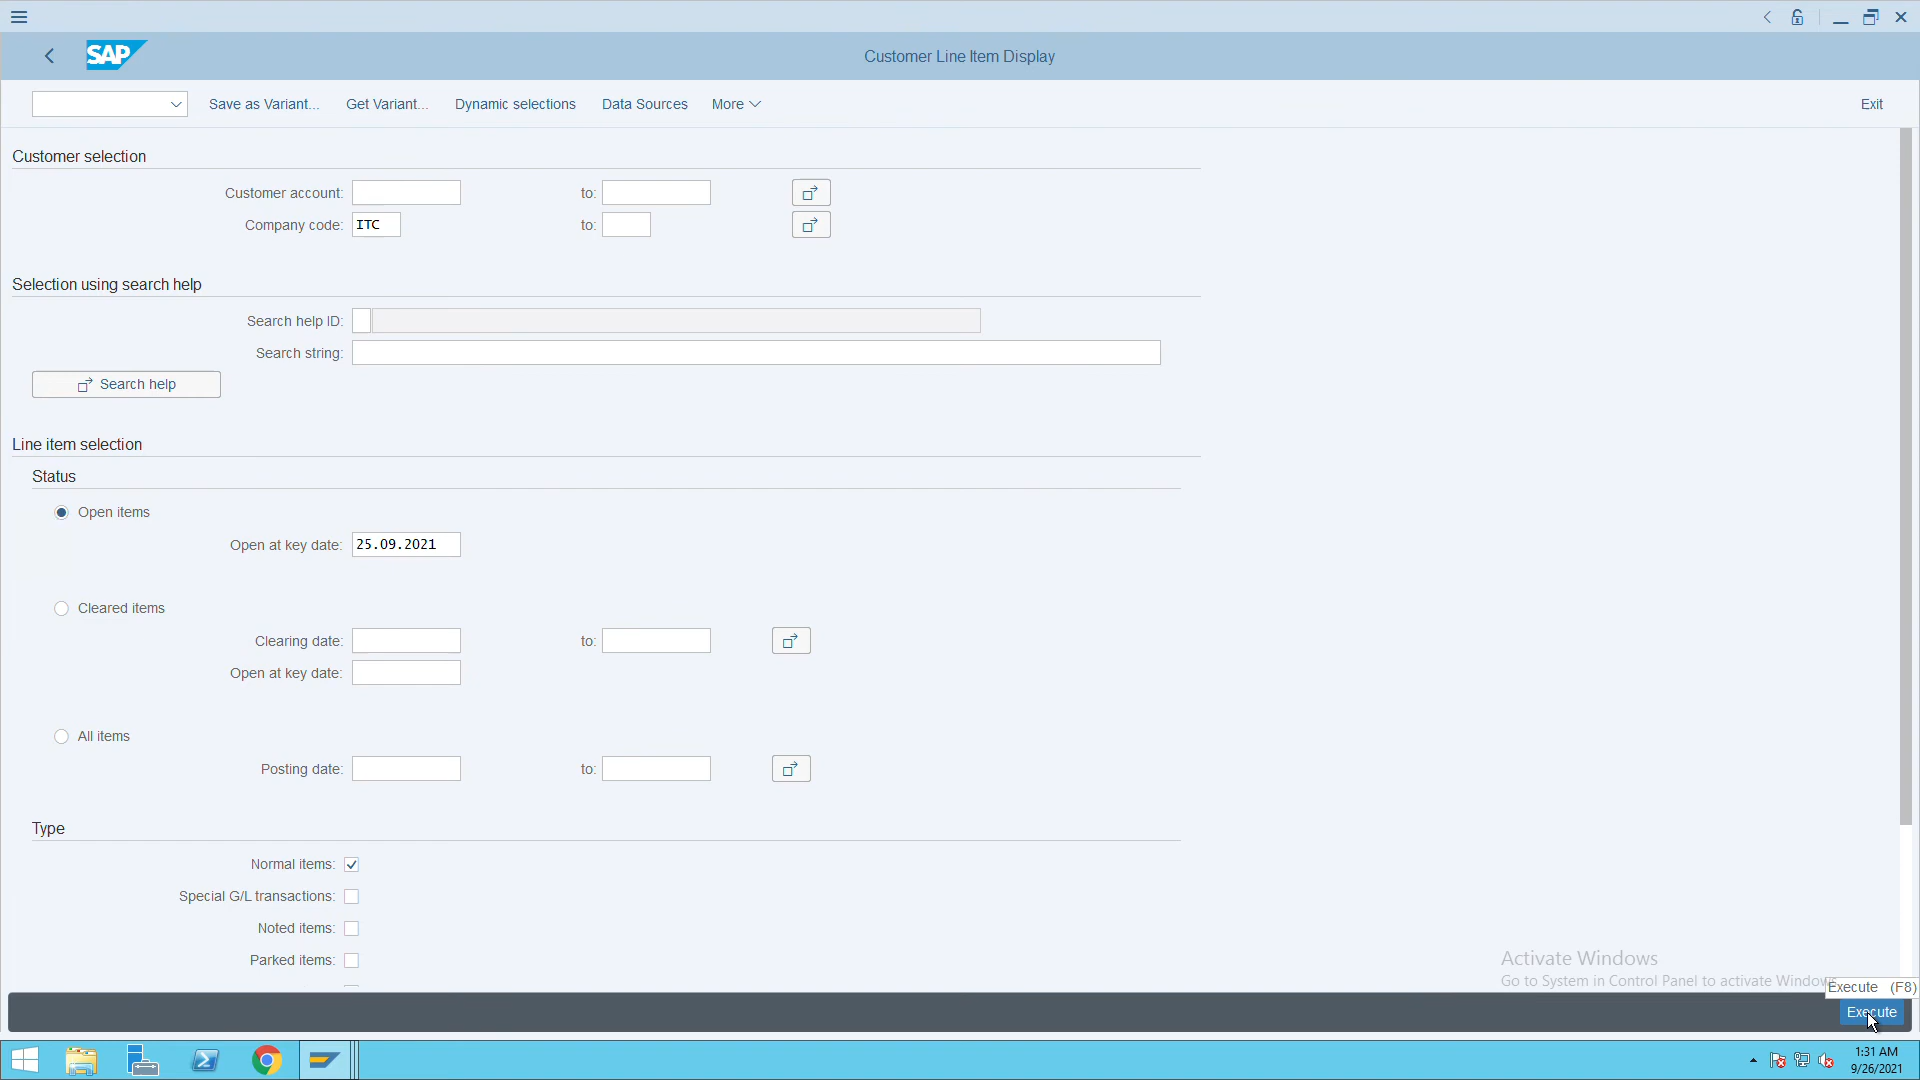 SAP
Customer Line Item Display
Save as Variant... Get Variant... Dynamic selections Data Sources More Exit
Customer selection
Customer account: to:
Company code: ITC to:
Selection using search help
Search help ID:
Search string:
Search help
Line item selection
Status
Open items
Open at key date: 25.09.2021
Cleared items
Clearing date: to:
Open at key date:
All items
Posting date: to:
Type
Normal items:
Special G/L transactions:
Noted items:
Parked items:
Activate Windows
Go to System in Control Panel to activate Windows
Execute (F8)
Execute
1:31 AM
9/26/2021